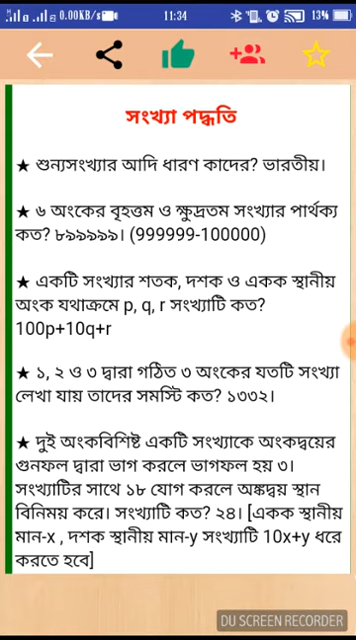 0.00KB/s
11:34
13%
সংখ্যা পদ্ধতি
★ শুন্যসংখ্যার আদি ধারণ কাদের? ভারতীয়।
★ ৬ অংকের বৃহত্তম ও ক্ষুদ্রতম সংখ্যার পার্থক্য
কত? ৮৯৯৯৯৯। (999999-100000)
★ একটি সংখ্যার শতক, দশক ও একক স্থানীয়
অংক যথাক্রমে p, q, r সংখ্যাটি কত?
100p+10q+r
★ ১, ২ ও ৩ দ্বারা গঠিত ৩ অংকের যতটি সংখ্যা
লেখা যায় তাদের সমস্টি কত? ১৩৩২।
★ দুই অংকবিশিষ্ট একটি সংখ্যাকে অংকদ্বয়ের
গুনফল দ্বারা ভাগ করলে ভাগফল হয় ৩।
সংখ্যাটির সাথে ১৮ যোগ করলে অঙ্কদ্বয় স্থান
বিনিময় করে। সংখ্যাটি কত? ২৪। [একক স্থানীয়
মান-x , দশক স্থানীয় মান-y সংখ্যাটি 10x+y ধরে
করতে হবে]
DU SCREEN RECORDER